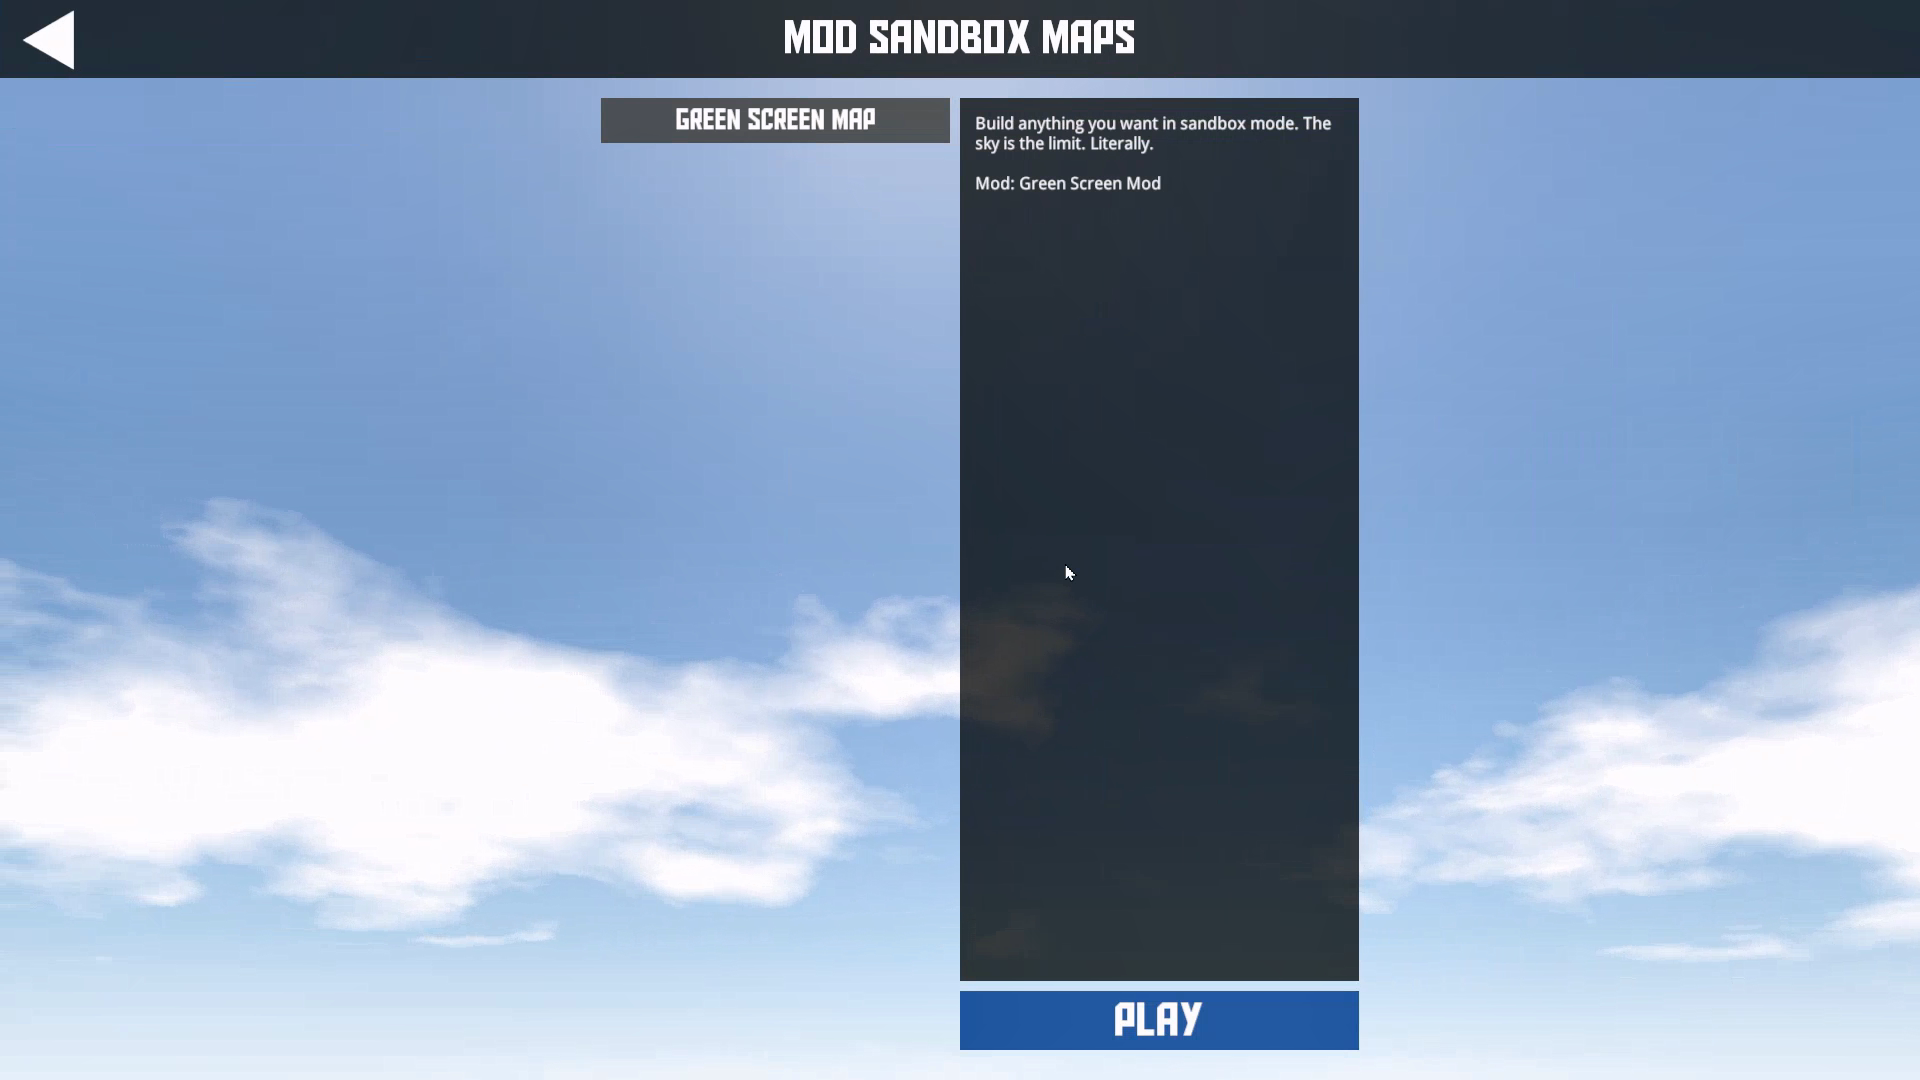 MOD SANDBOX MAPS
GREEN SCREEN MAP
Build anything you want in sandbox mode. The
sky is the limit. Literally.
Mod: Green Screen Mod
PLAY